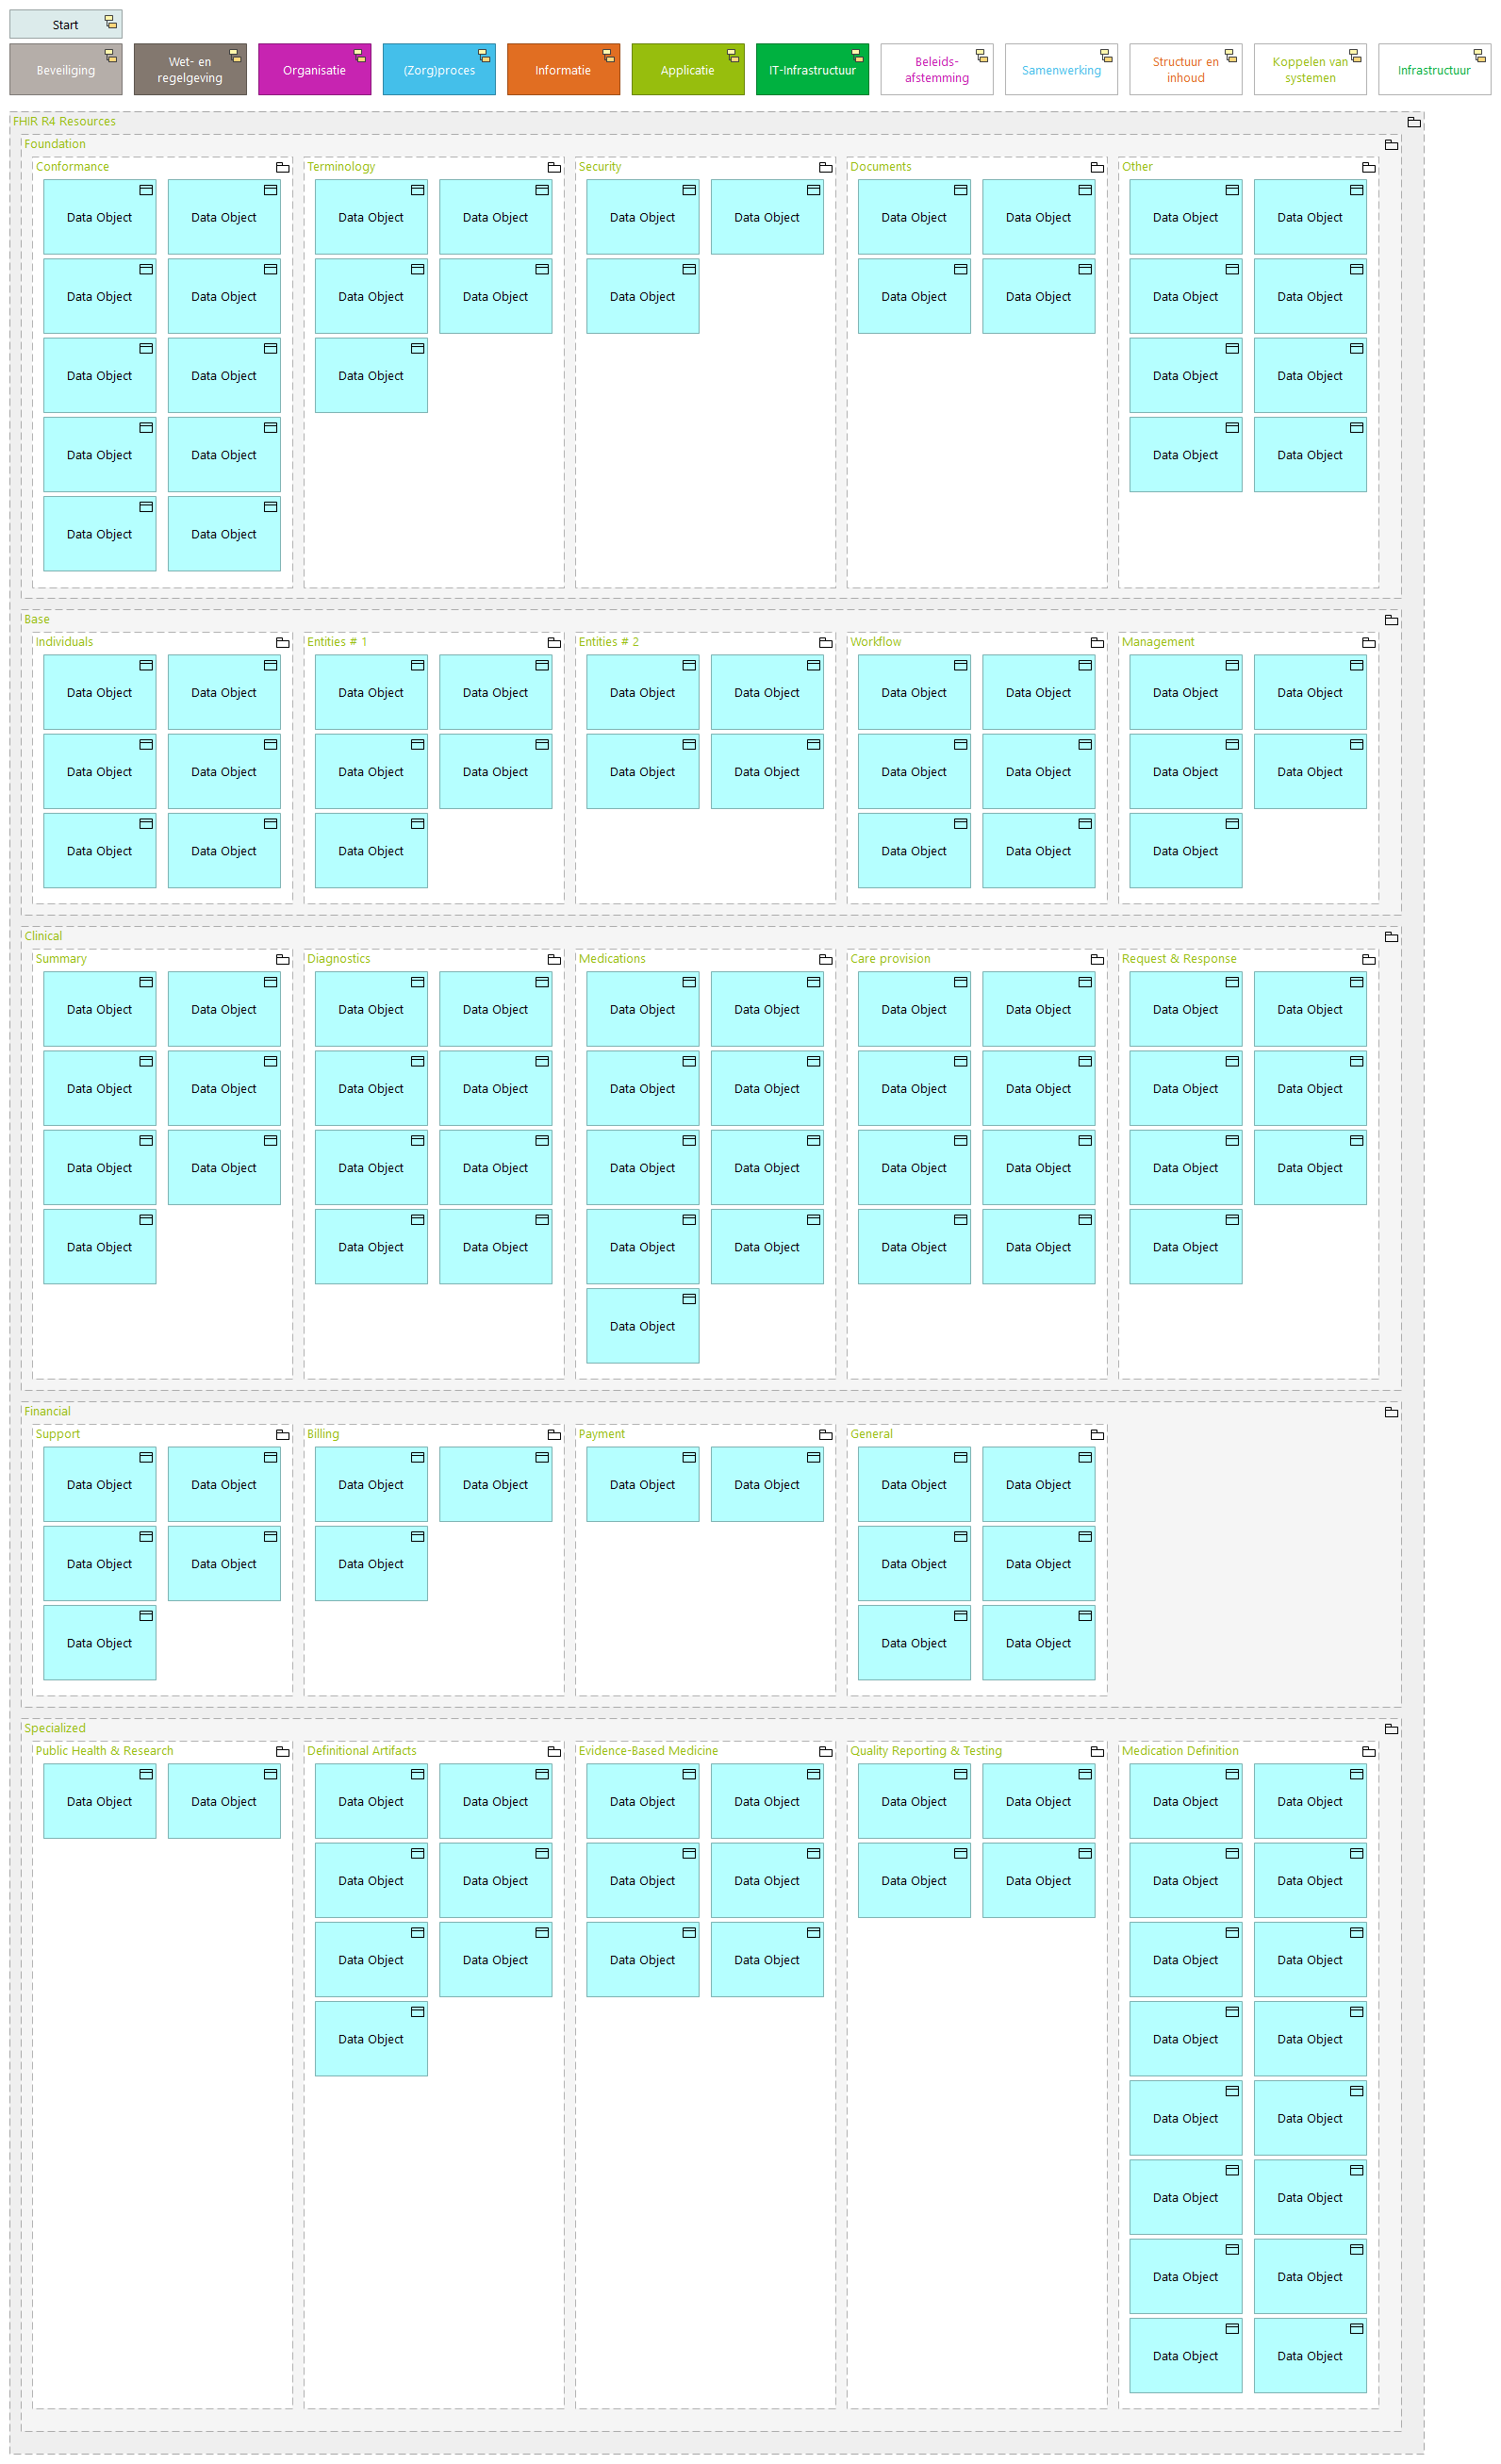 Start
Beveiliging
Wet- en
regelgeving
Organisatie
(Zorg)proces
Informatie
Applicatie
IT-Infrastructuur
Beleids-
afstemming
Samenwerking
Structuur en
inhoud
Koppelen van
systemen
Infrastructuur
FHIR R4 Resources
Foundation
Conformance
Data Object Data Object
Data Object Data Object
Data Object Data Object
Data Object Data Object
Data Object Data Object
Terminology
Data Object Data Object
Data Object Data Object
Data Object
Security
Data Object Data Object
Data Object
Documents
Data Object Data Object
Data Object Data Object
Other
Data Object Data Object
Data Object Data Object
Data Object Data Object
Data Object Data Object
Base
Individuals
Data Object Data Object
Data Object Data Object
Data Object Data Object
Entities # 1
Data Object Data Object
Data Object Data Object
Data Object
Entities # 2
Data Object Data Object
Data Object Data Object
Workflow
Data Object Data Object
Data Object Data Object
Data Object Data Object
Management
Data Object Data Object
Data Object Data Object
Data Object
Clinical
Summary
Data Object Data Object
Data Object Data Object
Data Object Data Object
Data Object
Diagnostics
Data Object Data Object
Data Object Data Object
Data Object Data Object
Data Object Data Object
Medications
Data Object Data Object
Data Object Data Object
Data Object Data Object
Data Object Data Object
Data Object
Care provision
Data Object Data Object
Data Object Data Object
Data Object Data Object
Data Object Data Object
Request & Response
Data Object Data Object
Data Object Data Object
Data Object Data Object
Data Object
Financial
Support
Data Object Data Object
Data Object Data Object
Data Object
Billing
Data Object Data Object
Data Object
Payment
Data Object Data Object
General
Data Object Data Object
Data Object Data Object
Data Object Data Object
Specialized
Public Health & Research
Data Object Data Object
Definitional Artifacts
Data Object Data Object
Data Object Data Object
Data Object Data Object
Data Object
Evidence-Based Medicine
Data Object Data Object
Data Object Data Object
Data Object Data Object
Quality Reporting & Testing
Data Object Data Object
Data Object Data Object
Medication Definition
Data Object Data Object
Data Object Data Object
Data Object Data Object
Data Object Data Object
Data Object Data Object
Data Object Data Object
Data Object Data Object
Data Object Data Object